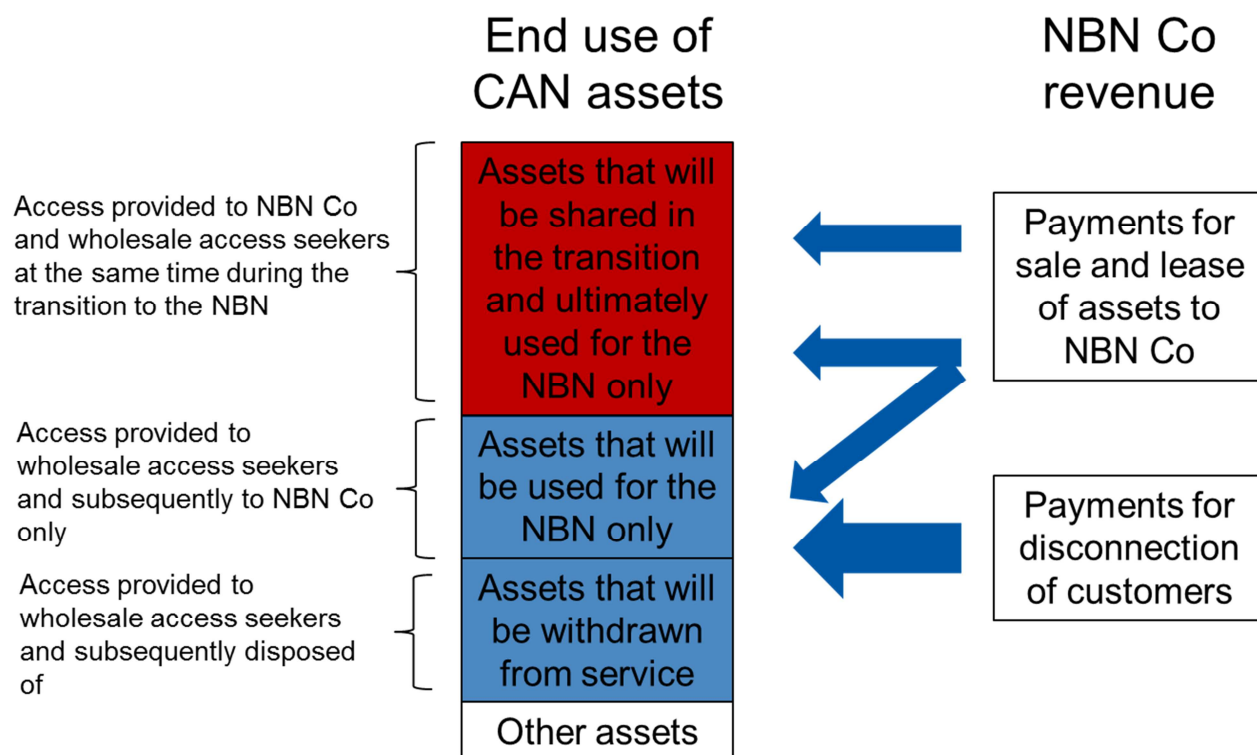 End use of
CAN assets
NBN Co
revenue
Access provided to NBN Co
and wholesale access seekers
at the same time during the
transition to the NBN
Assets that will
be shared in
the transition
and ultimately
used for the
NBN only
Payments for
sale and lease
of assets to
NBN Co
Access provided to
wholesale access seekers
and subsequently to NBN Co
only
Assets that will
be used for the
NBN only
Payments for
disconnection
of customers
Access provided to
wholesale access seekers
and subsequently disposed
of
Assets that will
be withdrawn
from service
Other assets